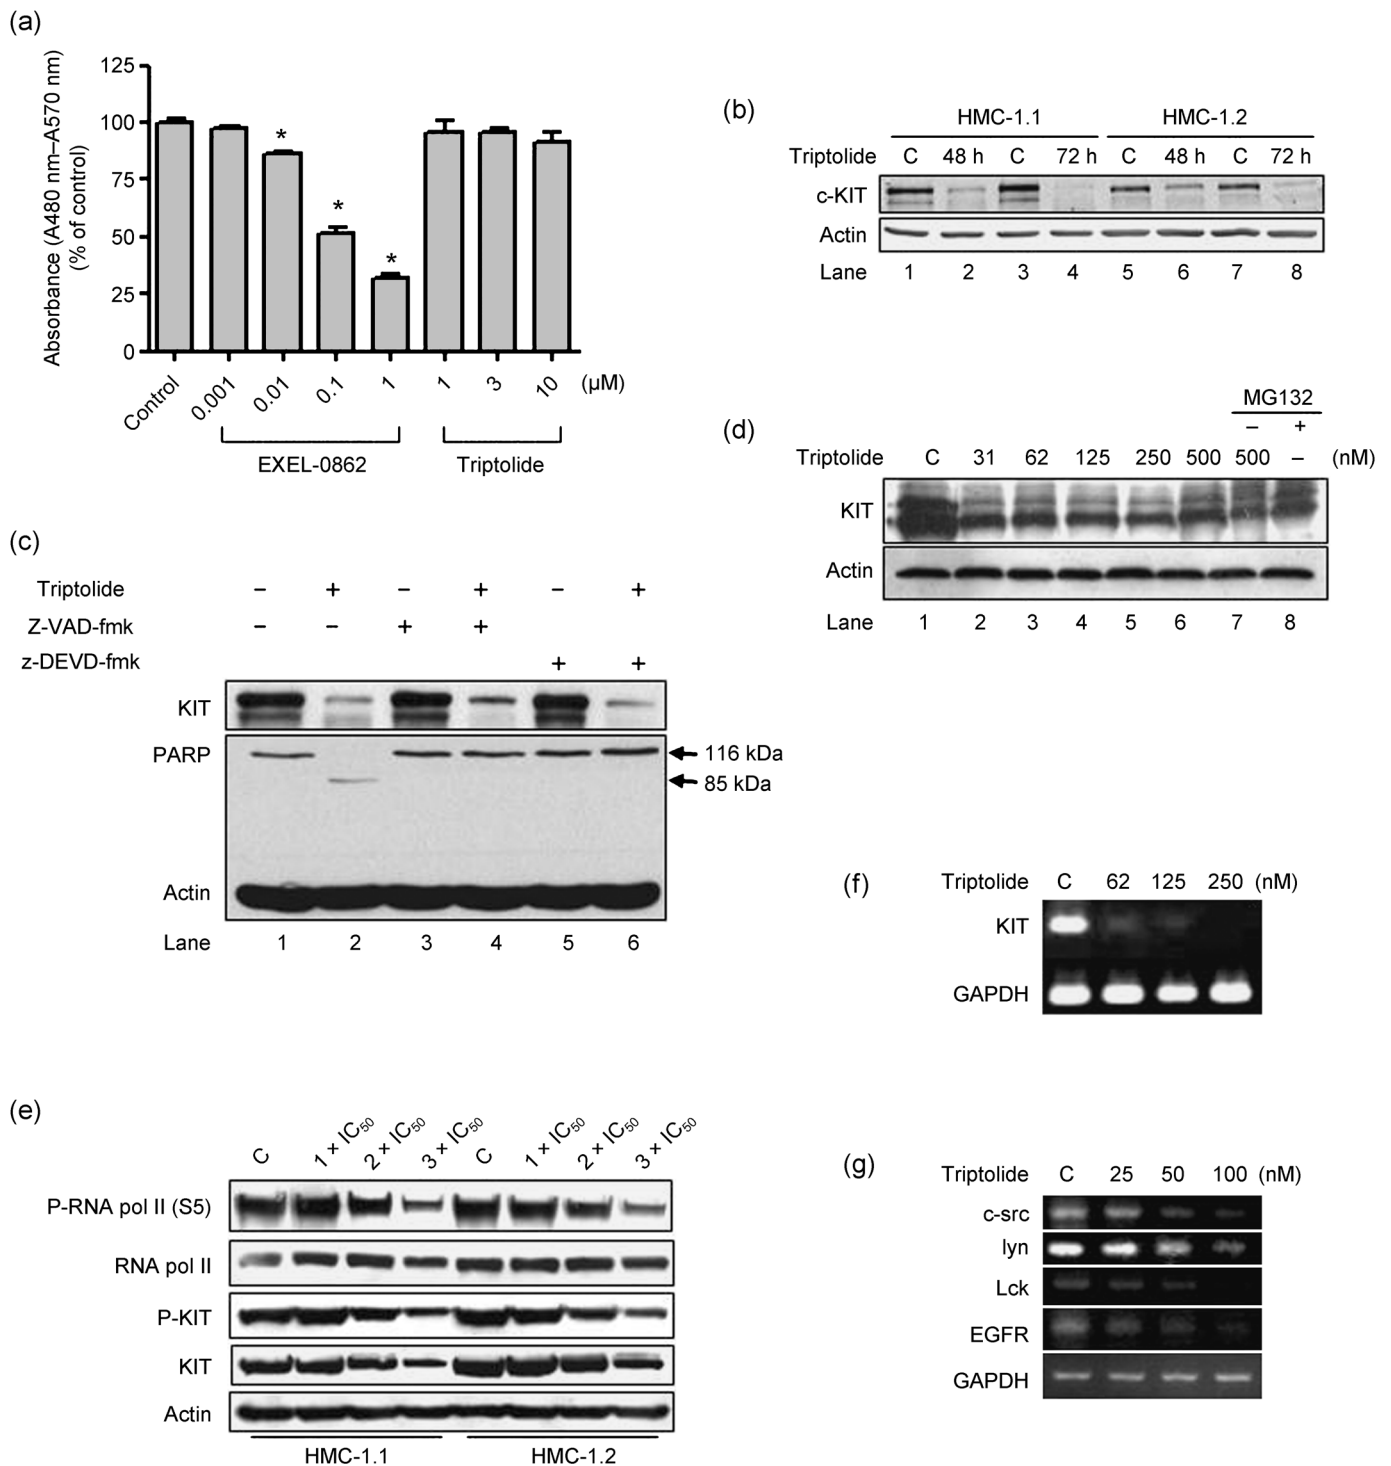 (a)
Absorbance (A480 nm–A570 nm)
(% of control)
125
100
75
50
25
0
* * *
Control 0.001 0.01 0.1 1 1 3 10 (µM)
EXEL-0862 Triptolide
(b)
HMC-1.1 HMC-1.2
Triptolide C 48 h C 72 h C 48 h C 72 h
c-KIT
Actin
Lane 1 2 3 4 5 6 7 8
(c)
Triptolide – + – + – +
Z-VAD-fmk – – + +
z-DEVD-fmk + +
KIT
PARP 116 kDa
85 kDa
Actin
Lane 1 2 3 4 5 6
(d)
MG132
– +
Triptolide C 31 62 125 250 500 500 – (nM)
KIT
Actin
Lane 1 2 3 4 5 6 7 8
(e)
C 1 × IC50 2 × IC50 3 × IC50 C 1 × IC50 2 × IC50 3 × IC50
P-RNA pol II (S5)
RNA pol II
P-KIT
KIT
Actin
HMC-1.1 HMC-1.2
(f)
Triptolide C 62 125 250 (nM)
KIT
GAPDH
(g)
Triptolide C 25 50 100 (nM)
c-src
lyn
Lck
EGFR
GAPDH